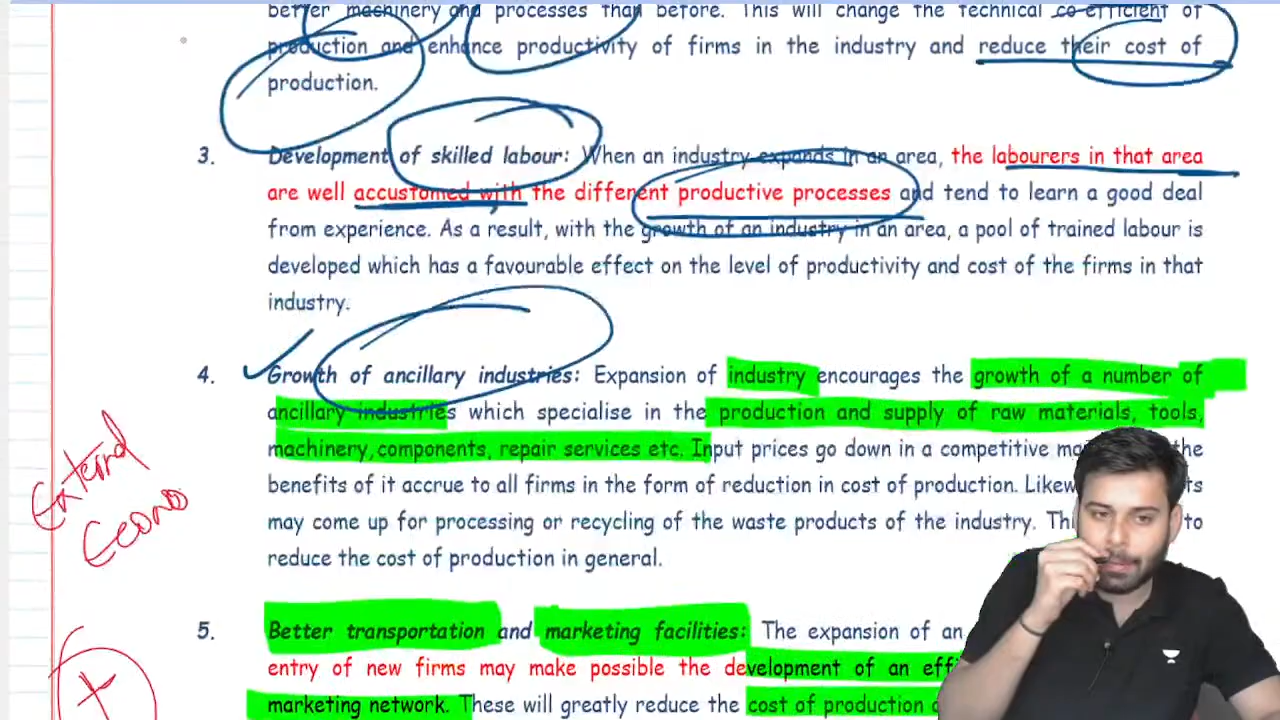 better machinery and processes than before. This will change the technical co-efficient of
production and enhance productivity of firms in the industry and reduce their cost of
production.
3. Development of skilled labour: When an industry expands in an area, the labourers in that area
are well accustomed with the different productive processes and tend to learn a good deal
from experience. As a result, with the growth of an industry in an area, a pool of trained labour is
developed which has a favourable effect on the level of productivity and cost of the firms in that
industry.
4. Growth of ancillary industries: Expansion of industry encourages the growth of a number of
ancillary industries which specialise in the production and supply of raw materials, tools,
machinery, components, repair services etc. Input prices go down in a competitive the
benefits of it accrue to all firms in the form of reduction in cost of production.
may come up for processing or recycling of the waste products of the industry. to
reduce the cost of production in general.
External
Econo
5. Better transportation and marketing facilities: The expansion of an
entry of new firms may make possible the development of an
marketing network. These will greatly reduce the cost of production